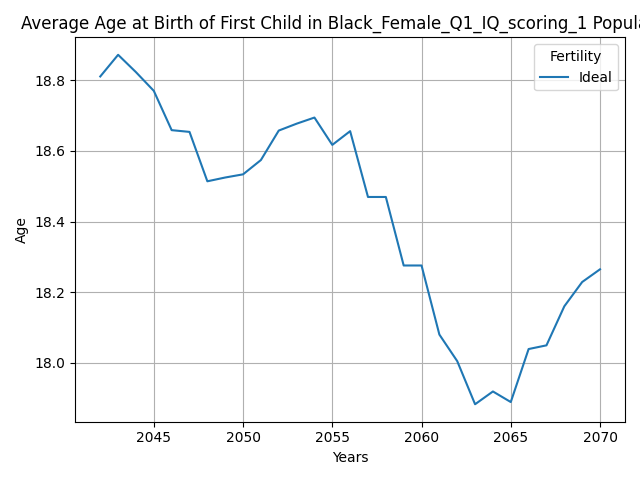 Average Age at Birth of First Child in Black_Female_Q1_IQ_scoring_1
Fertility
Ideal
18.8
18.6
18.4
18.2
18.0
Age
2045 2050 2055 2060 2065 2070
Years